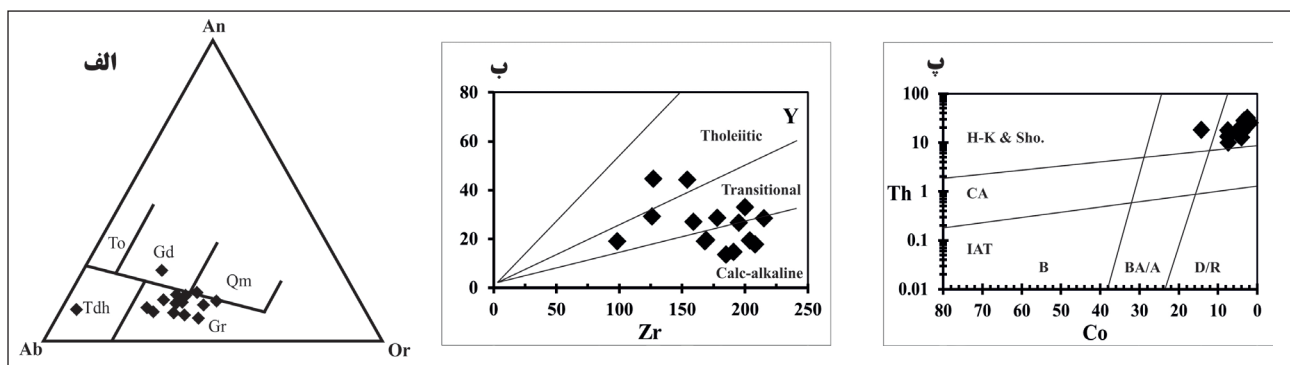 الف
An
To
Gd
Qm
Tdh
Gr
Ab
Or
ب
80
60
40
20
0
Y
Tholeiitic
Transitional
Calc-alkaline
0 50 100 150 200 250
Zr
پ
100
10
1
0.1
0.01
Th
H-K & Sho.
CA
IAT
B BA/A D/R
80 70 60 50 40 30 20 10 0
Co